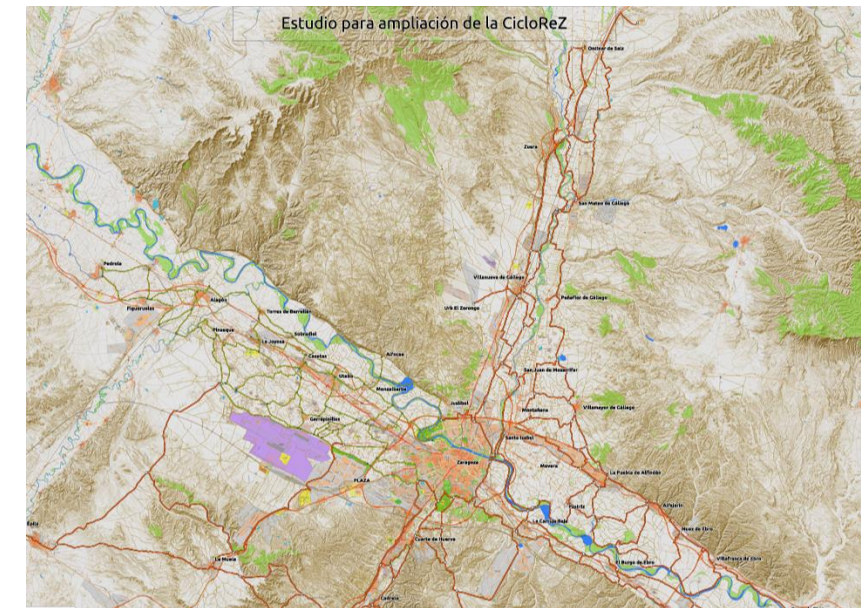 Estudio para ampliación de la CicloReZ
Zuera
San Mateo de Gállego
Pedrola
Villanueva de Gállego
Alagón
Peñaflor de Gállego
Figueruelas
Urb El Zorongo
Torres de Berrellén
Pinseque
Sobradiel
La Joyosa
Casetas
Alfocea
San Juan de Mozarrifar
Utebo
Monzalbarba
Juslibol
Montañana
Villamayor de Gállego
Garrapinillos
Santa Isabel
Zaragoza
Movera
La Puebla de Alfindén
PLAZA
Pastriz
Alfajarín
La Cartuja Baja
Nuez de Ebro
Cuarte de Huerva
La Muela
El Burgo de Ebro
Villafranca de Ebro
Cadrete